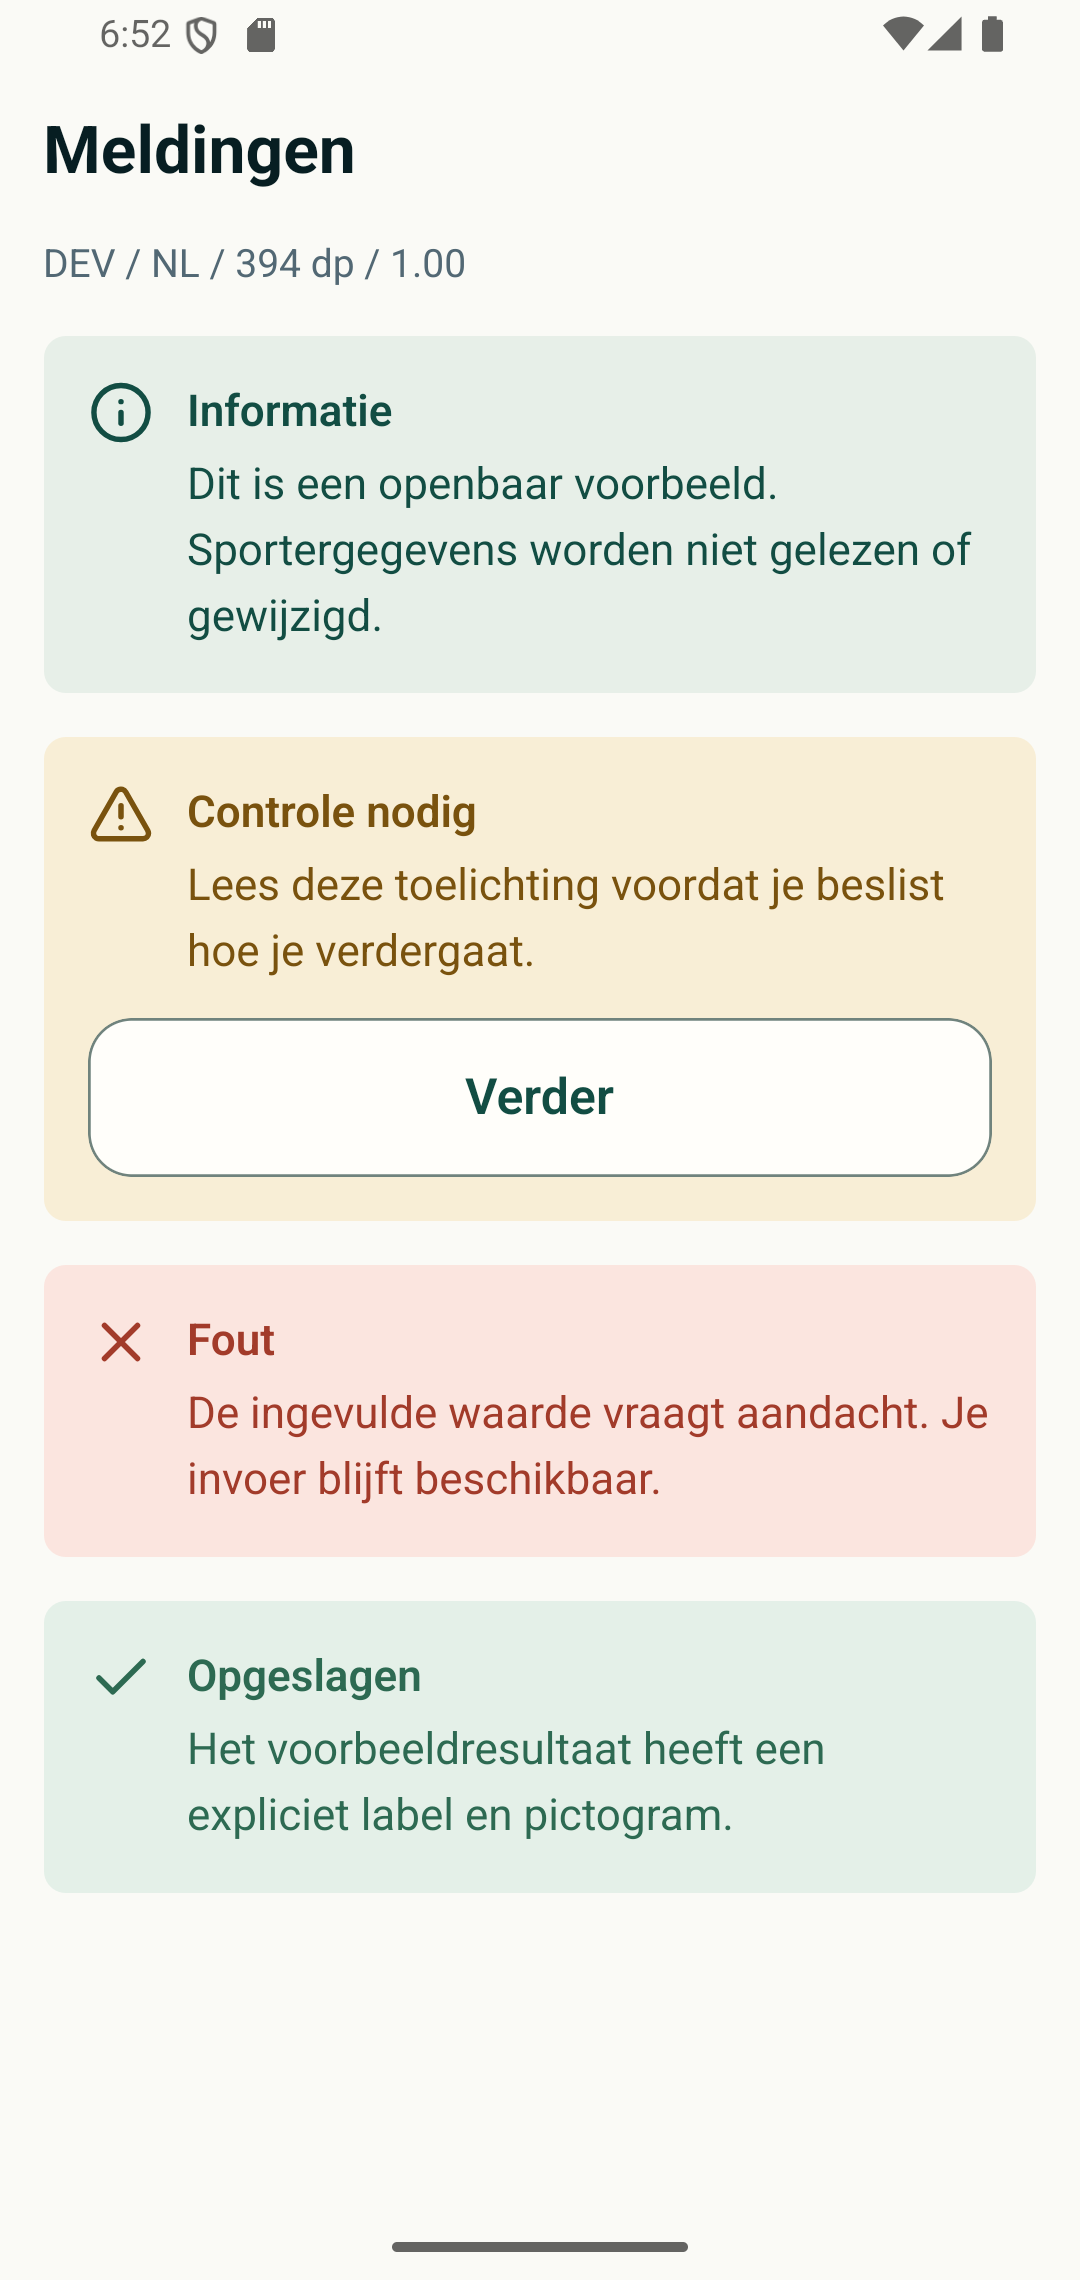 6:52
Meldingen
DEV / NL / 394 dp / 1.00
Informatie
Dit is een openbaar voorbeeld.
Sportergegevens worden niet gelezen of
gewijzigd.
Controle nodig
Lees deze toelichting voordat je beslist
hoe je verdergaat.
Verder
Fout
De ingevulde waarde vraagt aandacht. Je
invoer blijft beschikbaar.
Opgeslagen
Het voorbeeldresultaat heeft een
expliciet label en pictogram.